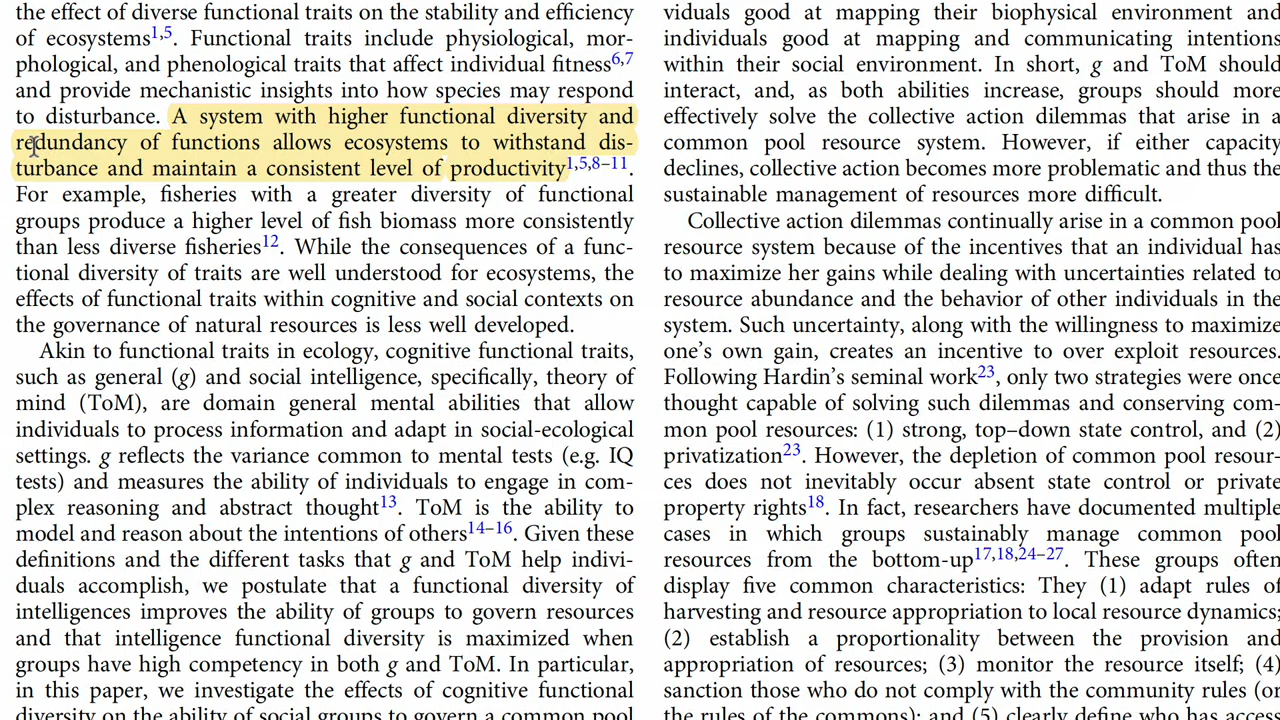 the effect of diverse functional traits on the stability and efficiency
of ecosystems1,5. Functional traits include physiological, mor-
phological, and phenological traits that affect individual fitness6,7
and provide mechanistic insights into how species may respond
to disturbance. A system with higher functional diversity and
redundancy of functions allows ecosystems to withstand dis-
turbance and maintain a consistent level of productivity1,5,8–11.
For example, fisheries with a greater diversity of functional
groups produce a higher level of fish biomass more consistently
than less diverse fisheries12. While the consequences of a func-
tional diversity of traits are well understood for ecosystems, the
effects of functional traits within cognitive and social contexts on
the governance of natural resources is less well developed.
Akin to functional traits in ecology, cognitive functional traits,
such as general (g) and social intelligence, specifically, theory of
mind (ToM), are domain general mental abilities that allow
individuals to process information and adapt in social-ecological
settings. g reflects the variance common to mental tests (e.g. IQ
tests) and measures the ability of individuals to engage in com-
plex reasoning and abstract thought13. ToM is the ability to
model and reason about the intentions of others14–16. Given these
definitions and the different tasks that g and ToM help indivi-
duals accomplish, we postulate that a functional diversity of
intelligences improves the ability of groups to govern resources
and that intelligence functional diversity is maximized when
groups have high competency in both g and ToM. In particular,
in this paper, we investigate the effects of cognitive functional
diversity on the ability of social groups to govern a common pool
viduals good at mapping their biophysical environment and
individuals good at mapping and communicating intentions
within their social environment. In short, g and ToM should
interact, and, as both abilities increase, groups should more
effectively solve the collective action dilemmas that arise in a
common pool resource system. However, if either capacity
declines, collective action becomes more problematic and thus the
sustainable management of resources more difficult.
Collective action dilemmas continually arise in a common pool
resource system because of the incentives that an individual has
to maximize her gains while dealing with uncertainties related to
resource abundance and the behavior of other individuals in the
system. Such uncertainty, along with the willingness to maximize
one's own gain, creates an incentive to over exploit resources.
Following Hardin's seminal work23, only two strategies were once
thought capable of solving such dilemmas and conserving com-
mon pool resources: (1) strong, top–down state control, and (2)
privatization23. However, the depletion of common pool resour-
ces does not inevitably occur absent state control or private
property rights18. In fact, researchers have documented multiple
cases in which groups sustainably manage common pool
resources from the bottom-up17,18,24–27. These groups often
display five common characteristics: They (1) adapt rules of
harvesting and resource appropriation to local resource dynamics;
(2) establish a proportionality between the provision and
appropriation of resources; (3) monitor the resource itself; (4)
sanction those who do not comply with the community rules (or
the rules of the commons); and (5) clearly define who has access